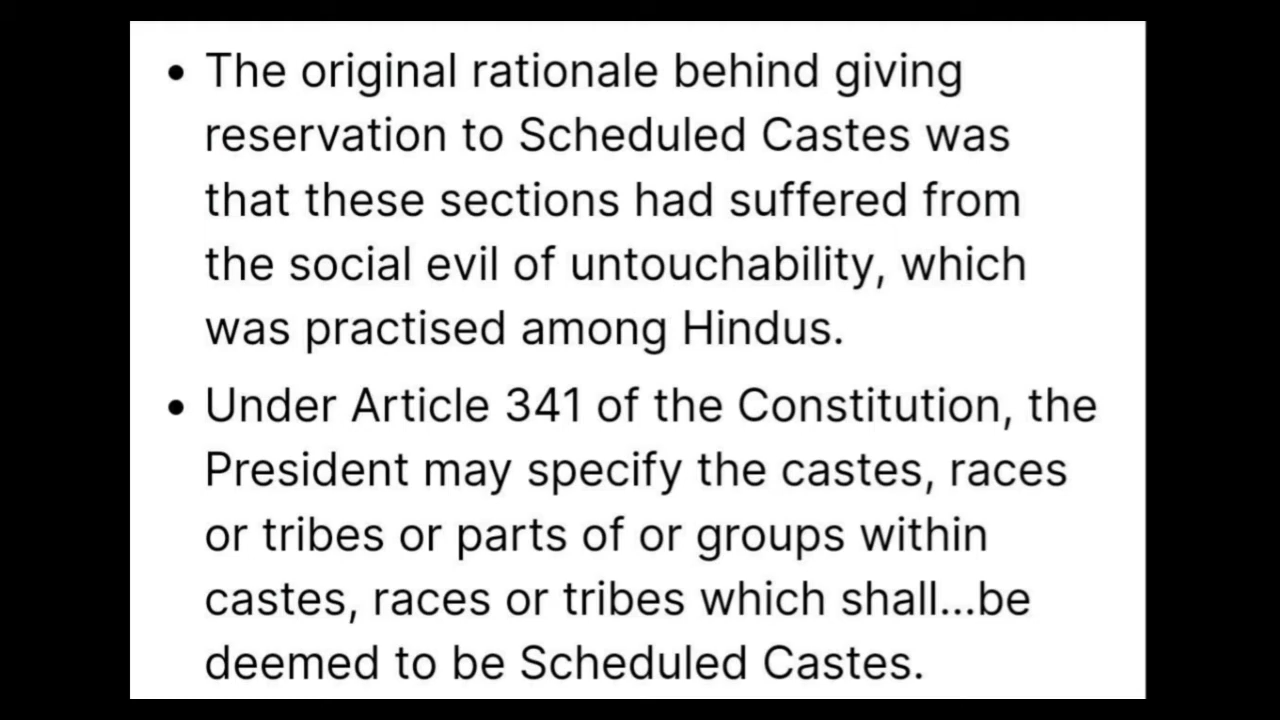 • The original rationale behind giving
reservation to Scheduled Castes was
that these sections had suffered from
the social evil of untouchability, which
was practised among Hindus.
• Under Article 341 of the Constitution, the
President may specify the castes, races
or tribes or parts of or groups within
castes, races or tribes which shall...be
deemed to be Scheduled Castes.